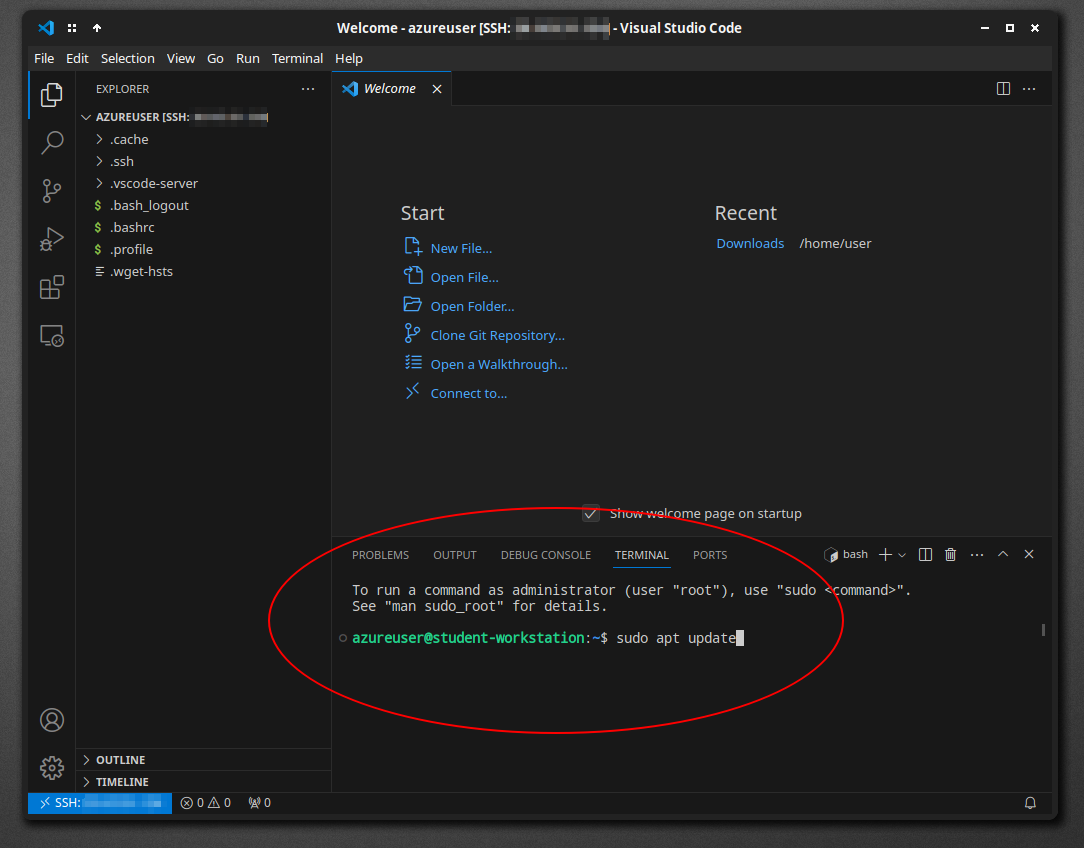 Welcome - azureuser [SSH: - Visual Studio Code
File Edit Selection View Go Run Terminal Help
EXPLORER
Welcome
AZUREUSER [SSH:
.cache
.ssh
.vscode-server
$ .bash_logout
$ .bashrc
$ .profile
.wget-hsts
Start
New File...
Open File...
Open Folder...
Clone Git Repository...
Open a Walkthrough...
Connect to...
Recent
Downloads /home/user
Show welcome page on startup
PROBLEMS OUTPUT DEBUG CONSOLE TERMINAL PORTS bash
To run a command as administrator (user "root"), use "sudo <command>".
See "man sudo_root" for details.
azureuser@student-workstation:~$ sudo apt update
OUTLINE
TIMELINE
SSH: 0 0 0